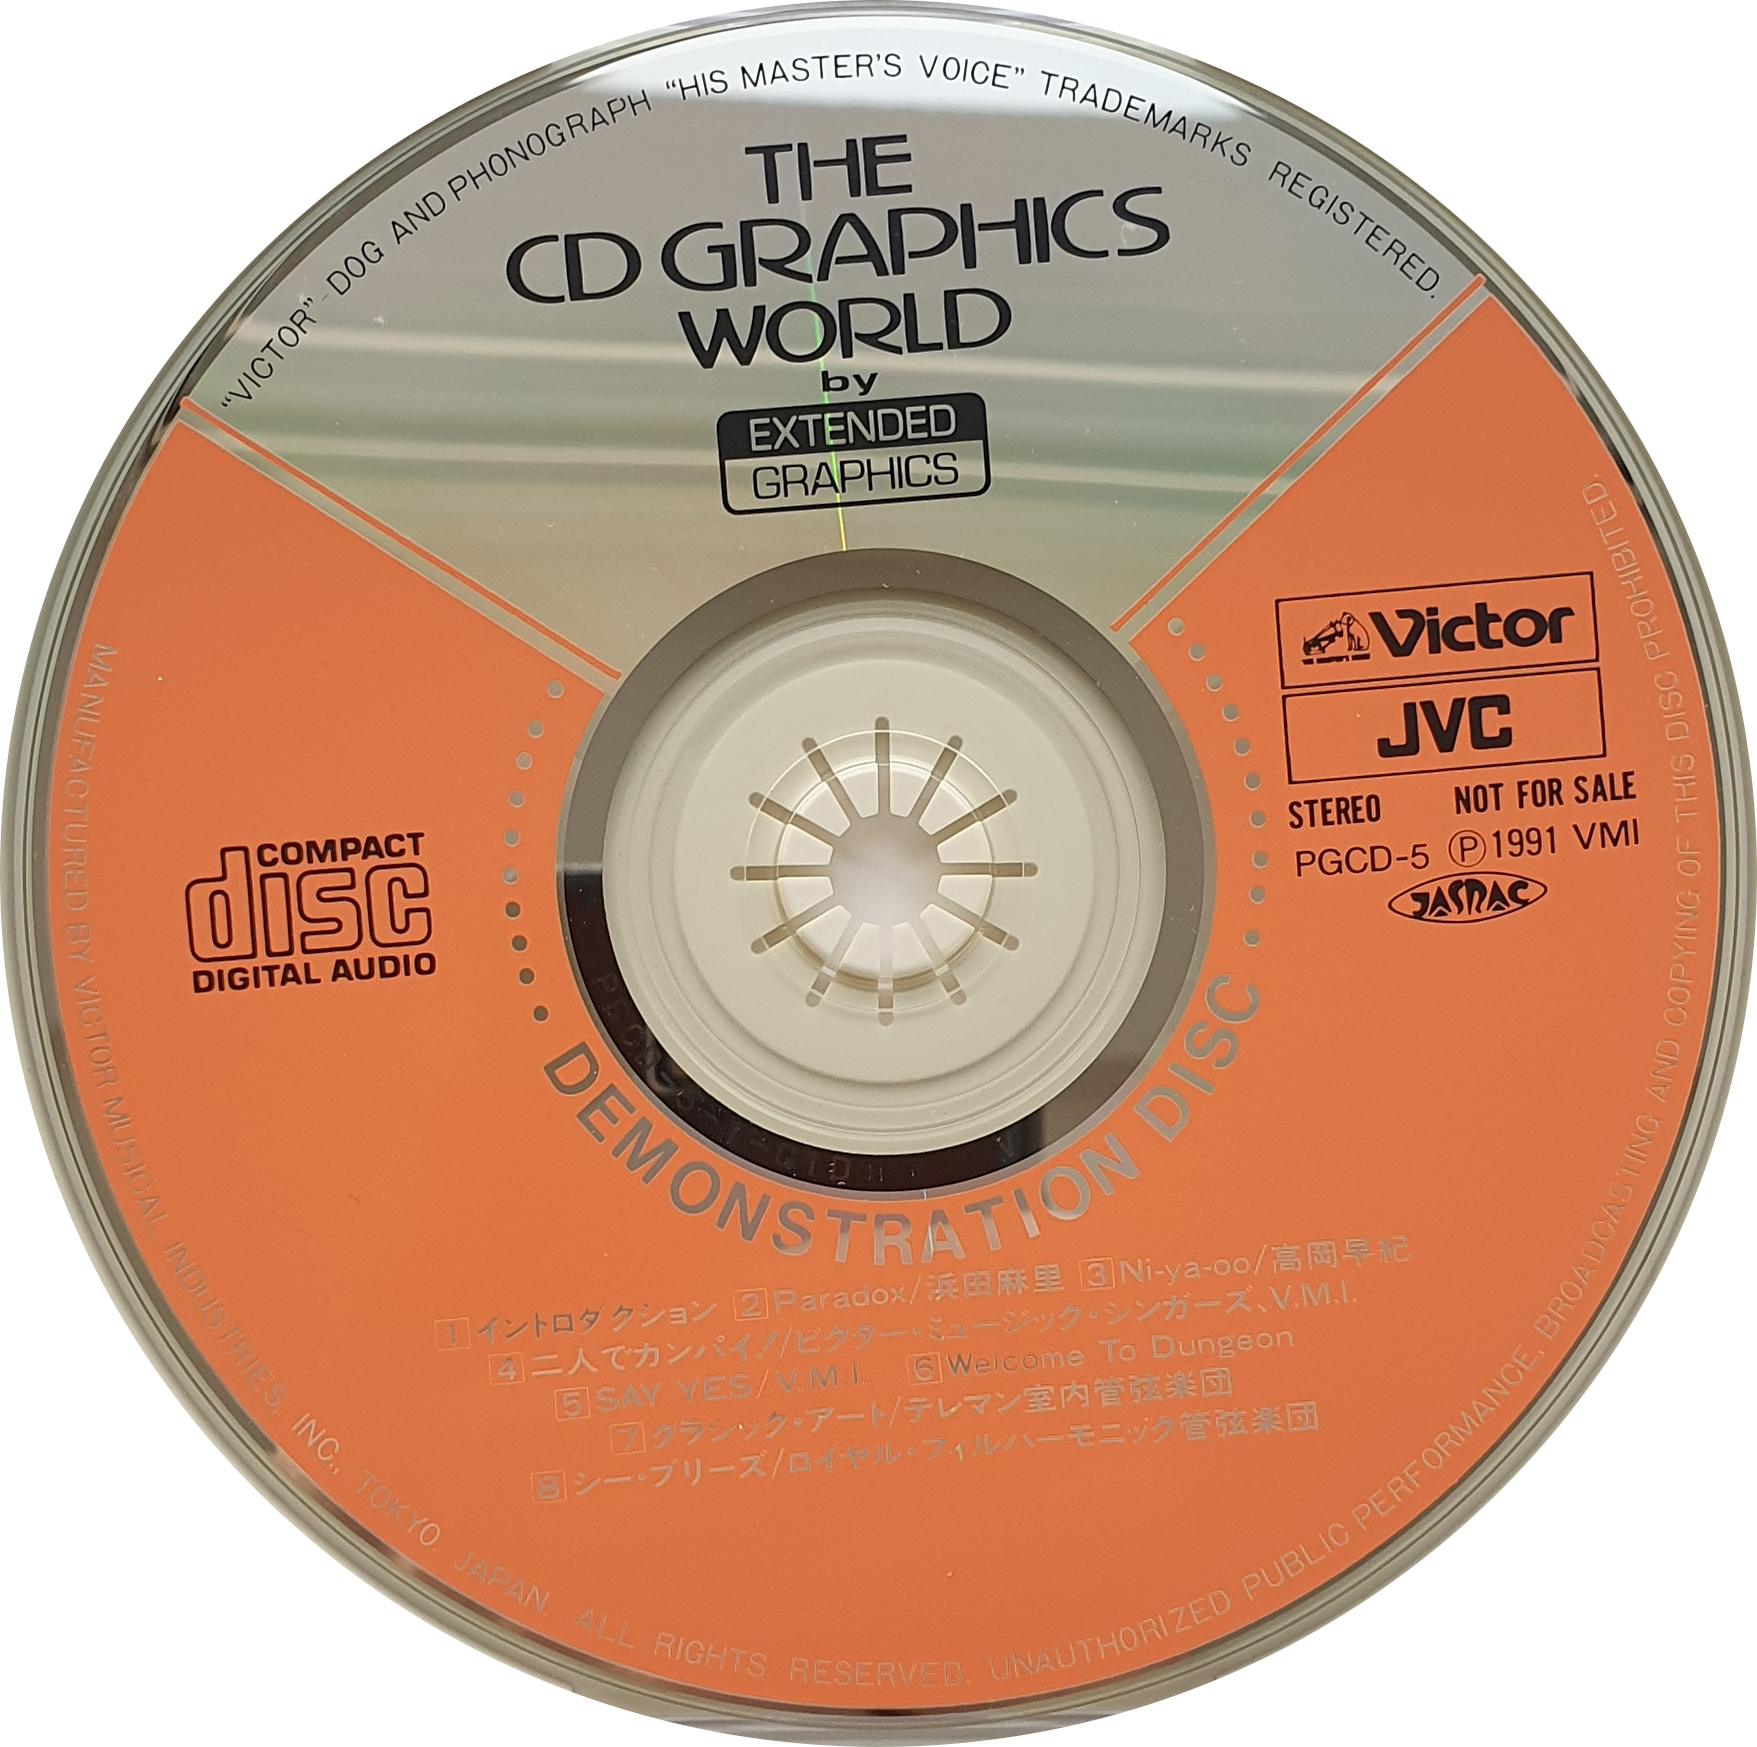 “VICTOR”-DOG AND PHONOGRAPH “HIS MASTER'S VOICE” TRADEMARKS REGISTERED.
THE
CD GRAPHICS
WORLD
by
EXTENDED
GRAPHICS
Victor
JVC
STEREO NOT FOR SALE
PGCD-5 Ⓟ1991 VMI
JASRAC
COMPACT
disc
DIGITAL AUDIO
DEMONSTRATION DISC
1 イントロダクション 2 Paradox/浜田麻里 3 Ni-ya-oo/高岡早紀
4 二人でカンパイ!/ビクター・ミュージック・シンガーズ、V.M.I.
5 SAY YES/V.M.I. 6 Welcome To Dungeon
7 クラシック・アート/テレマン室内管弦楽団
8 シー・ブリーズ/ロイヤル・フィルハーモニック管弦楽団
MANUFACTURED BY VICTOR MUSICAL INDUSTRIES, INC., TOKYO. JAPAN. ALL RIGHTS RESERVED. UNAUTHORIZED PUBLIC PERFORMANCE, BROADCASTING AND COPYING OF THIS DISC PROHIBITED.